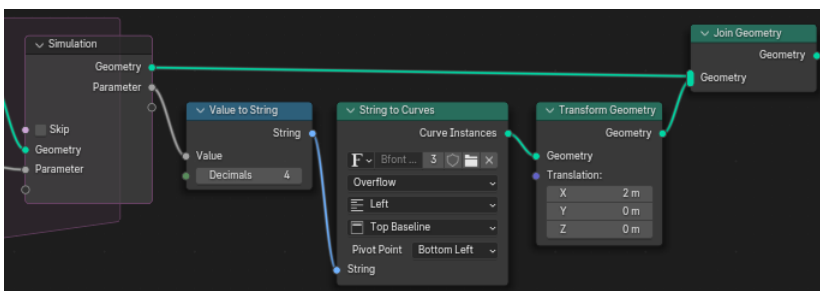 Simulation
Geometry
Parameter
Skip
Geometry
Parameter
Value to String
String
Value
Decimals 4
String to Curves
Curve Instances
F Bfont ... 3
Overflow
Left
Top Baseline
Pivot Point Bottom Left
String
Transform Geometry
Geometry
Geometry
Translation:
X 2 m
Y 0 m
Z 0 m
Join Geometry
Geometry
Geometry